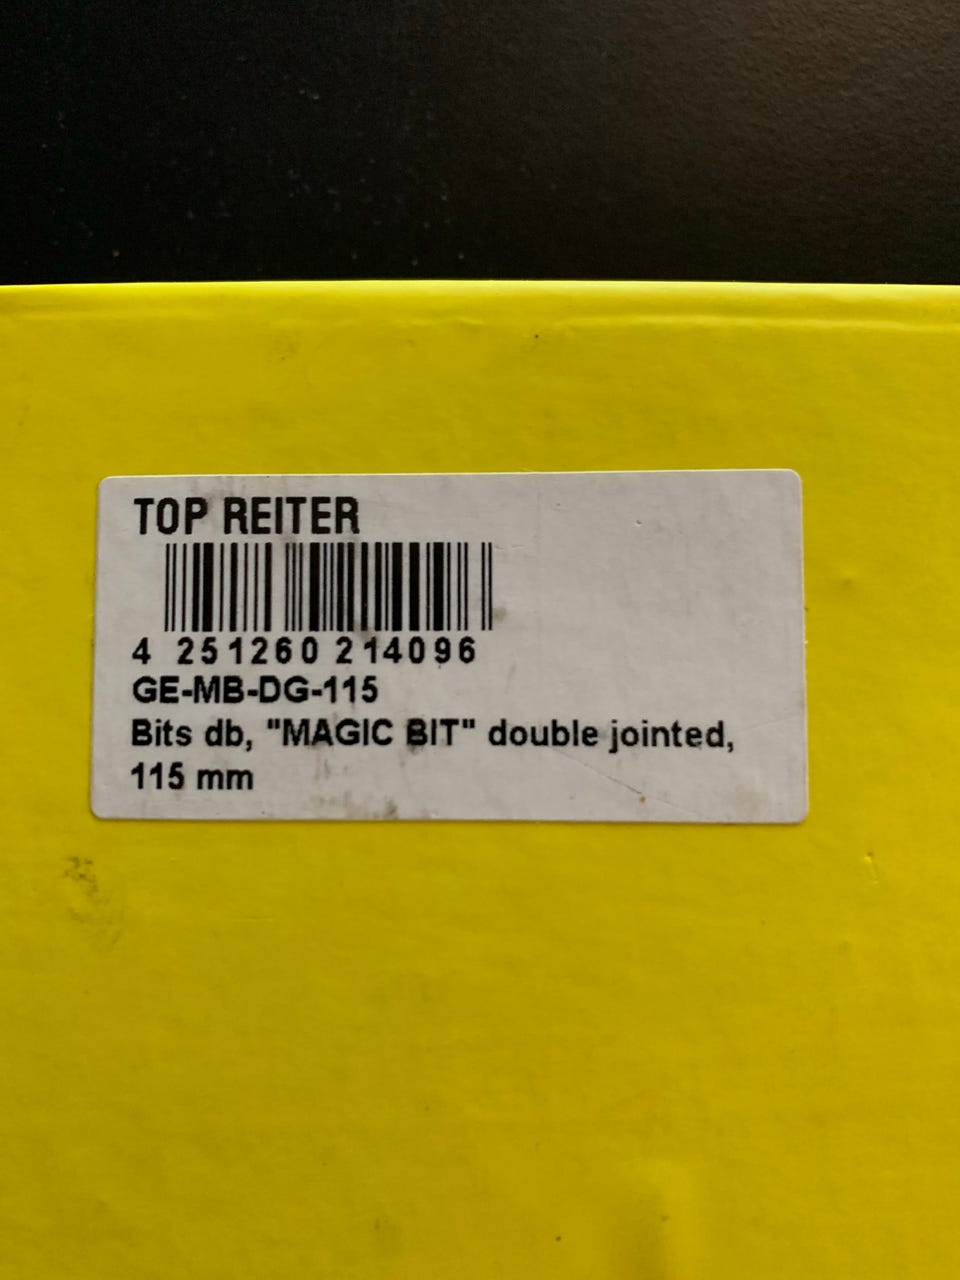 TOP REITER
4 251260 214096
GE-MB-DG-115
Bits db, "MAGIC BIT" double jointed,
115 mm